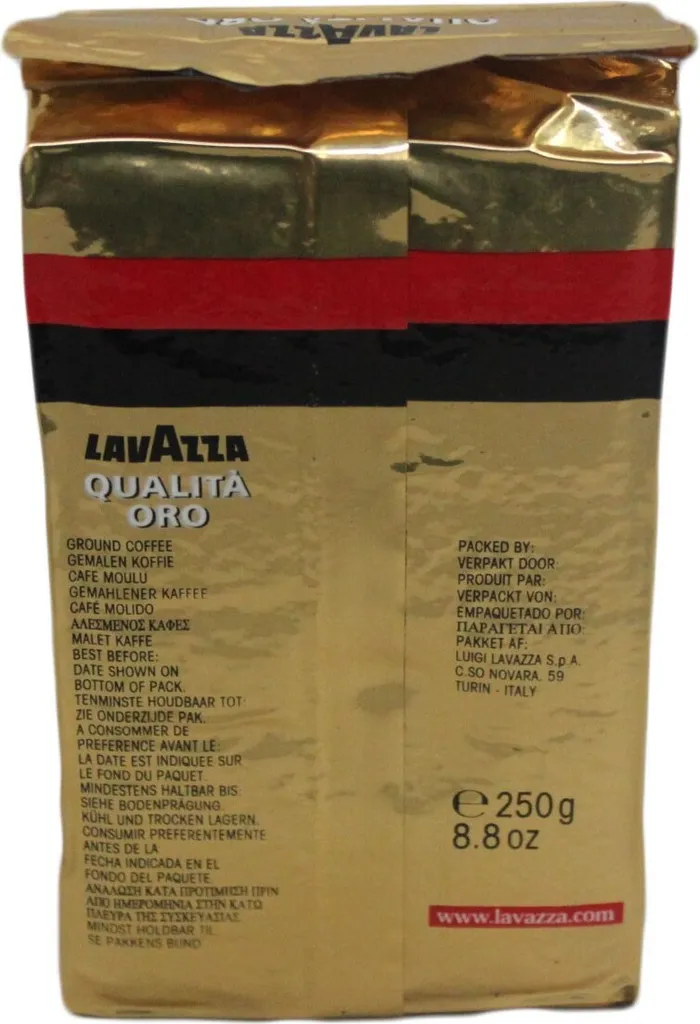 LAVAZZA QUALITÀ ORO
LAVAZZA
QUALITÀ
ORO
GROUND COFFEE
GEMALEN KOFFIE
CAFE MOULU
GEMAHLENER KAFFEE
CAFÉ MOLIDO
ΑΛΕΣΜΕΝΟΣ ΚΑΦΕΣ
MALET KAFFE
BEST BEFORE:
DATE SHOWN ON
BOTTOM OF PACK.
TENMINSTE HOUDBAAR TOT:
ZIE ONDERZIJDE PAK.
A CONSOMMER DE
PREFERENCE AVANT LE:
LA DATE EST INDIQUEE SUR
LE FOND DU PAQUET.
MINDESTENS HALTBAR BIS:
SIEHE BODENPRÄGUNG.
KÜHL UND TROCKEN LAGERN.
CONSUMIR PREFERENTEMENTE
ANTES DE LA
FECHA INDICADA EN EL
FONDO DEL PAQUETE.
ΑΝΑΛΩΣΗ ΚΑΤΑ ΠΡΟΤΙΜΗΣΗ ΠΡΙΝ
ΑΠΟ ΗΜΕΡΟΜΗΝΙΑ ΣΤΗΝ ΚΑΤΩ
ΠΛΕΥΡΑ ΤΗΣ ΣΥΣΚΕΥΑΣΙΑΣ.
MINDST HOLDBAR TIL
SE PAKKENS BUND
PACKED BY:
VERPAKT DOOR:
PRODUIT PAR:
VERPACKT VON:
EMPAQUETADO POR:
ΠΑΡΑΓΕΤΑΙ ΑΠΟ:
PAKKET AF:
LUIGI LAVAZZA S.p.A.
C.SO NOVARA, 59
TURIN - ITALY
℮ 250g
8.8 oz
www.lavazza.com